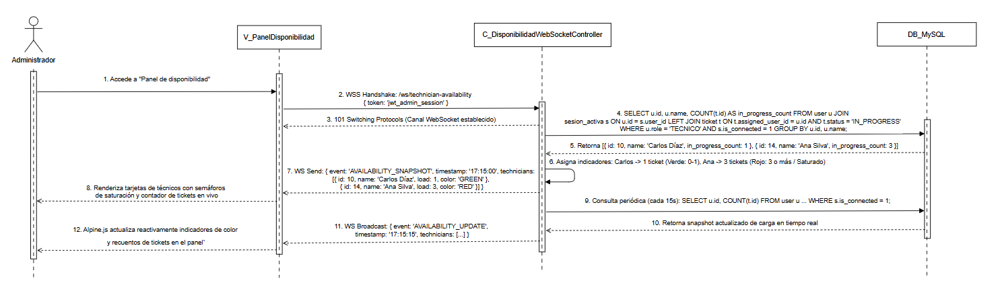 Administrador
V_PanelDisponibilidad
C_DisponibilidadWebSocketController
DB_MySQL
1. Accede a "Panel de disponibilidad"
2. WSS Handshake: /ws/technician-availability
{ token: 'jwt_admin_session' }
3. 101 Switching Protocols (Canal WebSocket establecido)
4. SELECT u.id, u.name, COUNT(t.id) AS in_progress_count FROM user u JOIN
sesion_activa s ON u.id = s.user_id LEFT JOIN ticket t ON t.assigned_user_id = u.id AND t.status = 'IN_PROGRESS'
WHERE u.role = 'TECNICO' AND s.is_connected = 1 GROUP BY u.id, u.name;
5. Retorna [{ id: 10, name: 'Carlos Díaz', in_progress_count: 1 }, { id: 14, name: 'Ana Silva', in_progress_count: 3 }]
6. Asigna indicadores: Carlos -> 1 ticket (Verde: 0-1), Ana -> 3 tickets (Rojo: 3 o más / Saturado)
7. WS Send: { event: 'AVAILABILITY_SNAPSHOT', timestamp: '17:15:00', technicians:
[{ id: 10, name: 'Carlos Díaz', load: 1, color: 'GREEN' },
{ id: 14, name: 'Ana Silva', load: 3, color: 'RED' }] }
8. Renderiza tarjetas de técnicos con semáforos
de saturación y contador de tickets en vivo
9. Consulta periódica (cada 15s): SELECT u.id, COUNT(t.id) FROM user u ... WHERE s.is_connected = 1;
10. Retorna snapshot actualizado de carga en tiempo real
11. WS Broadcast: { event: 'AVAILABILITY_UPDATE',
timestamp: '17:15:15', technicians: [...] }
12. Alpine.js actualiza reactivamente indicadores de color
y recuentos de tickets en el panel`